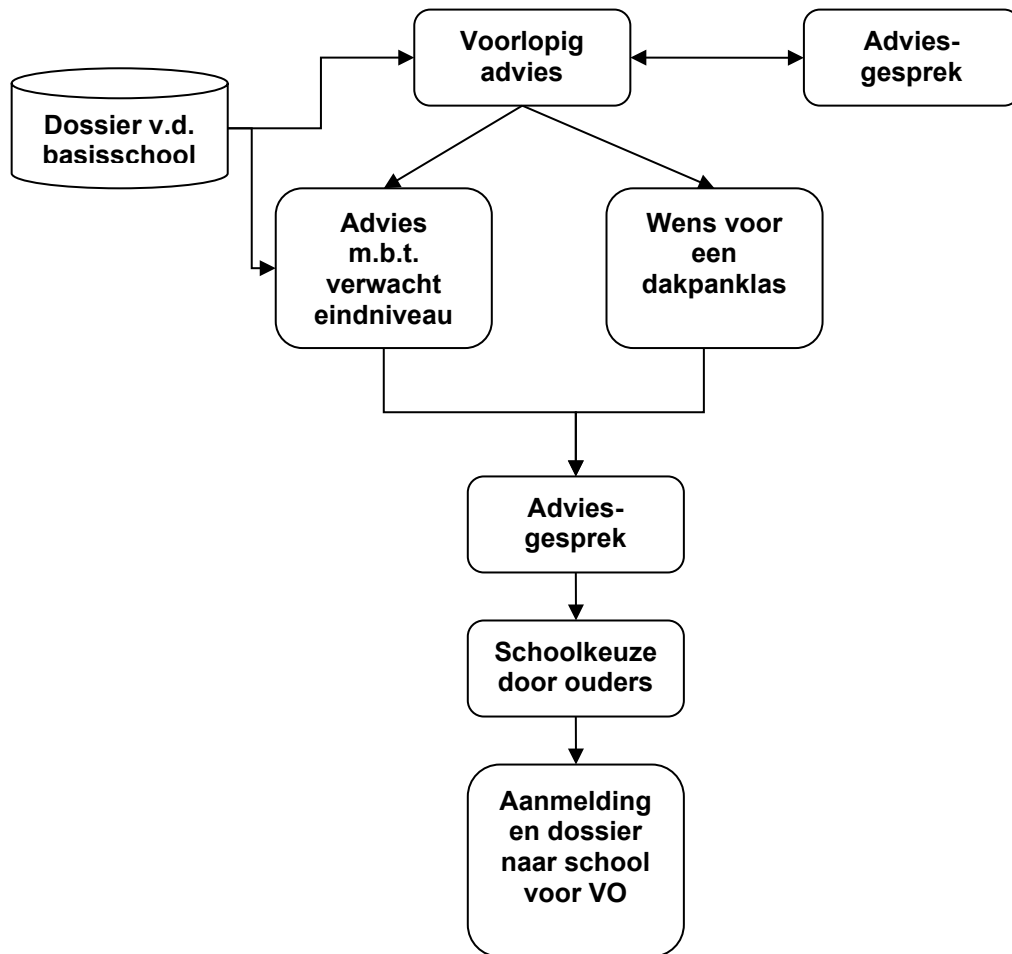 Voorlopig
advies
Advies-
gesprek
Dossier v.d.
basisschool
Advies
m.b.t.
verwacht
eindniveau
Wens voor
een
dakpanklas
Advies-
gesprek
Schoolkeuze
door ouders
Aanmelding
en dossier
naar school
voor VO